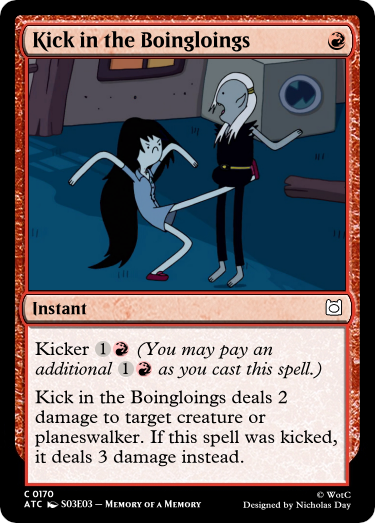 Kick in the Boingloings
Instant
Kicker 1 (You may pay an
additional 1 as you cast this spell.)
Kick in the Boingloings deals 2
damage to target creature or
planeswalker. If this spell was kicked,
it deals 3 damage instead.
C 0170
© WotC
ATC S03E03 – Memory of a Memory
Designed by Nicholas Day